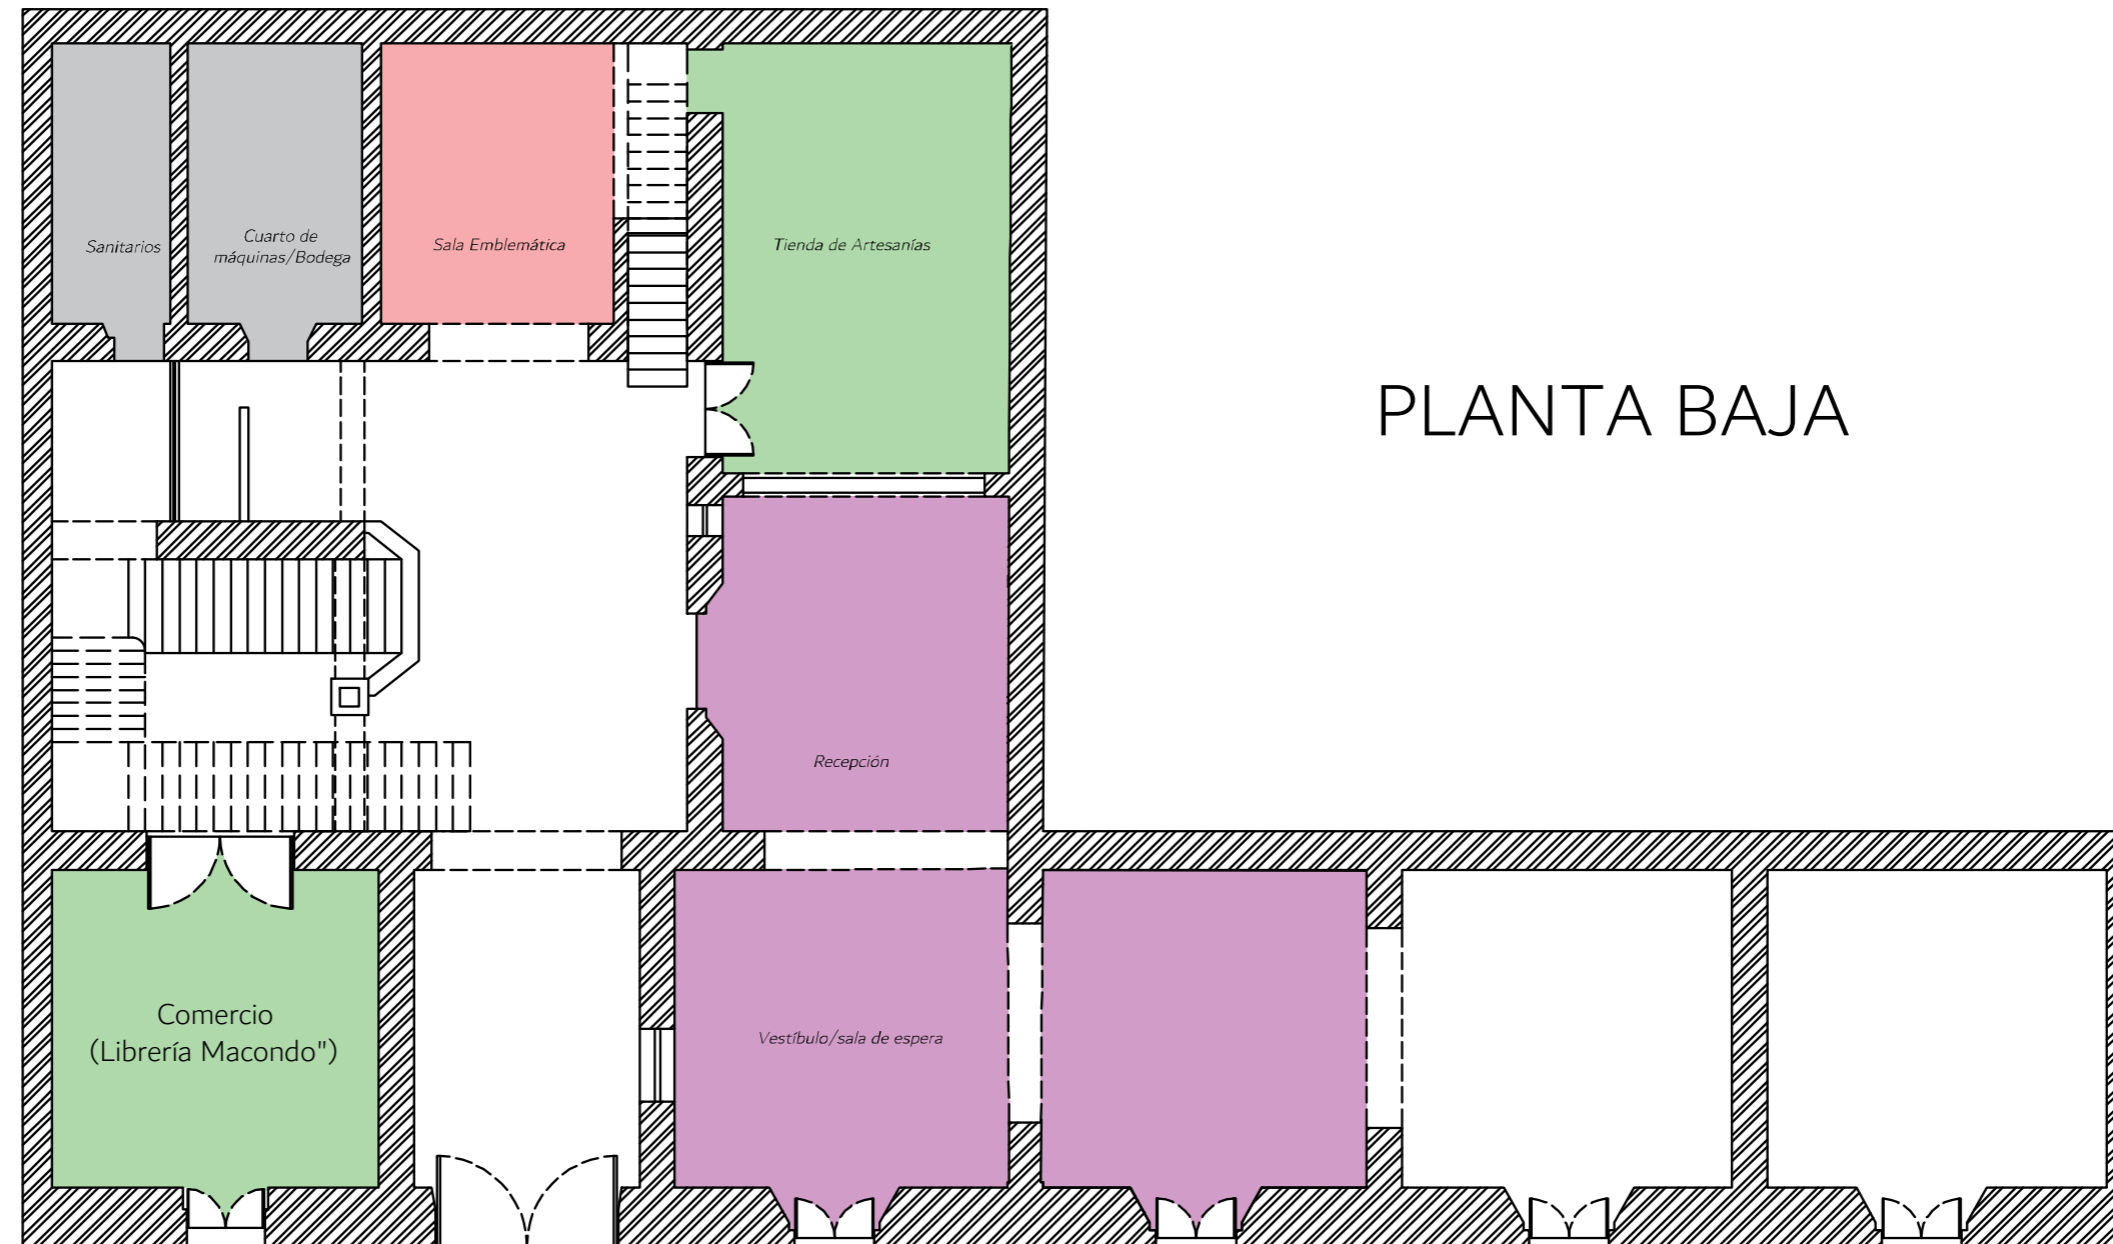 Sanitarios
Cuarto de
máquinas/Bodega
Sala Emblemática
Tienda de Artesanías
PLANTA BAJA
Recepción
Comercio
(Librería Macondo")
Vestíbulo/sala de espera